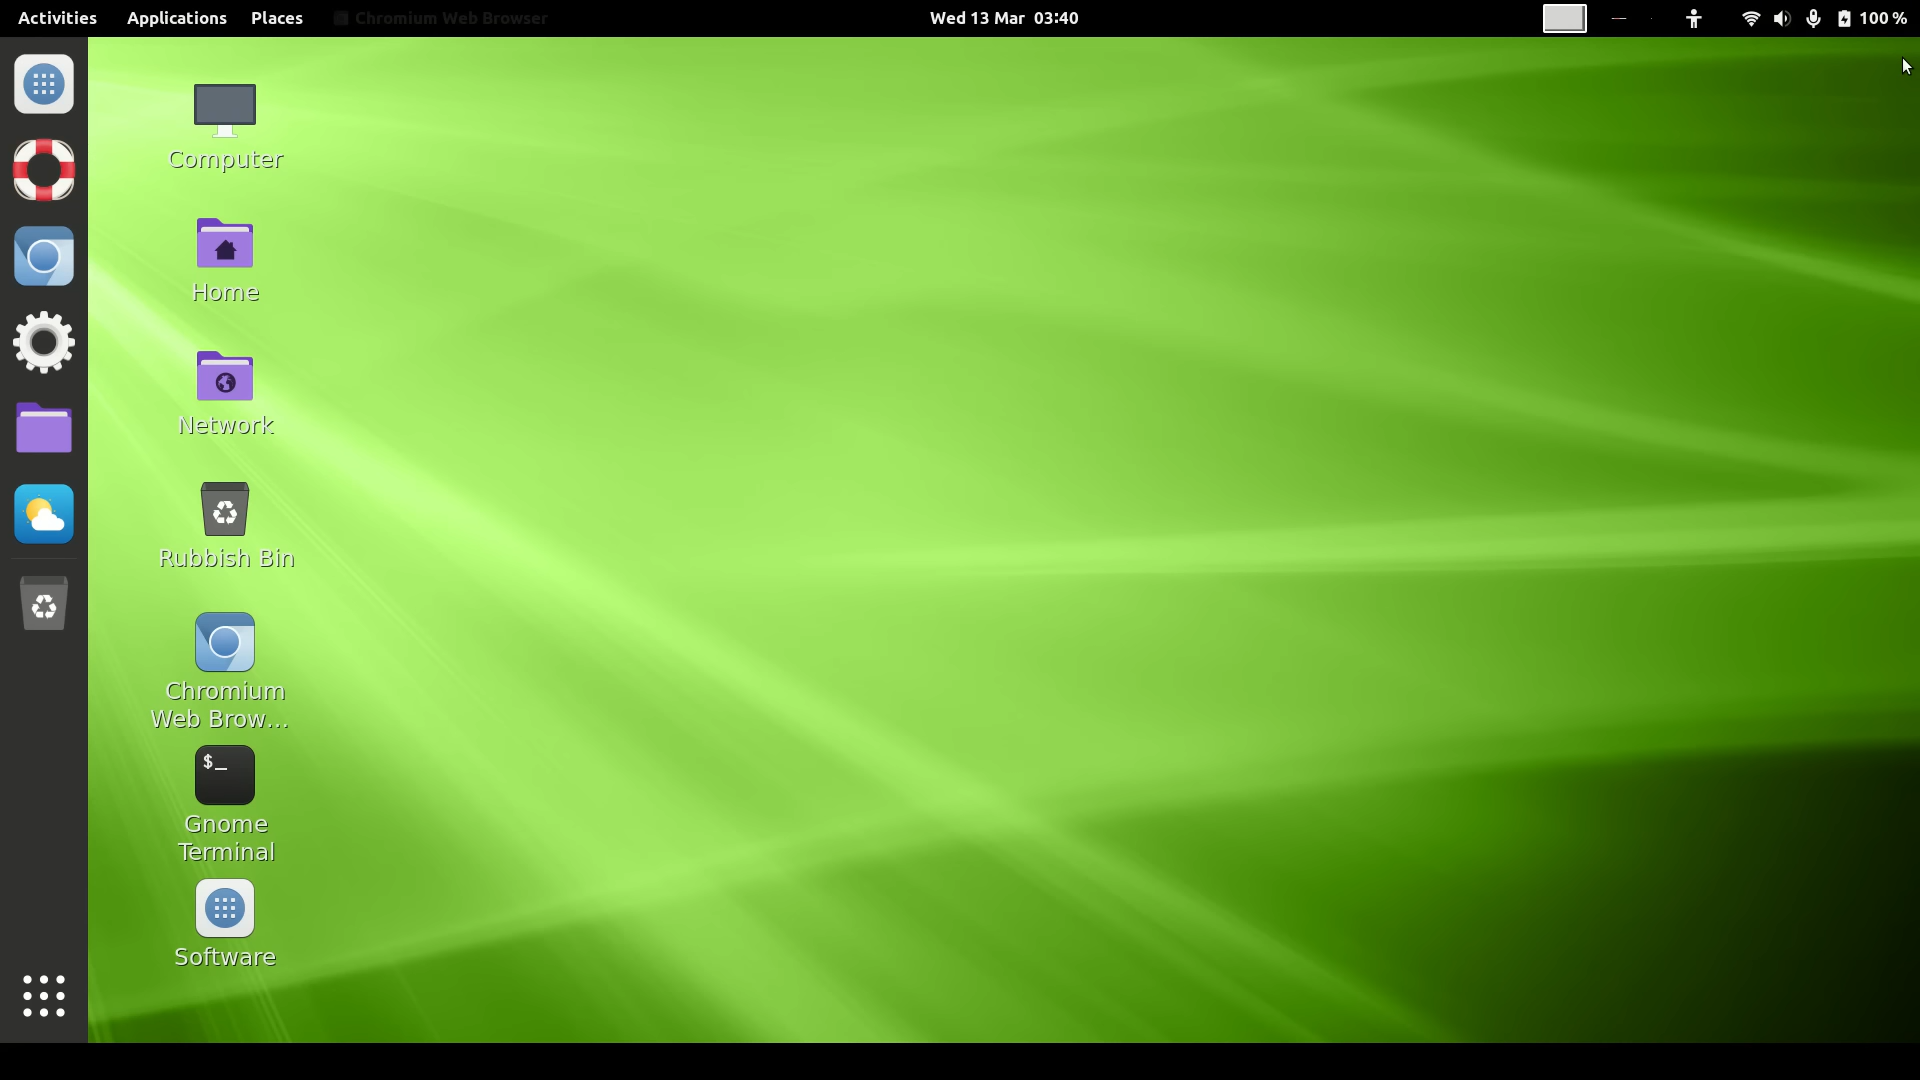 Activities Applications Places Chromium Web Browser Wed 13 Mar 03:40 100 %
Computer
Home
Network
Rubbish Bin
Chromium
Web Brow...
$_
Gnome
Terminal
Software